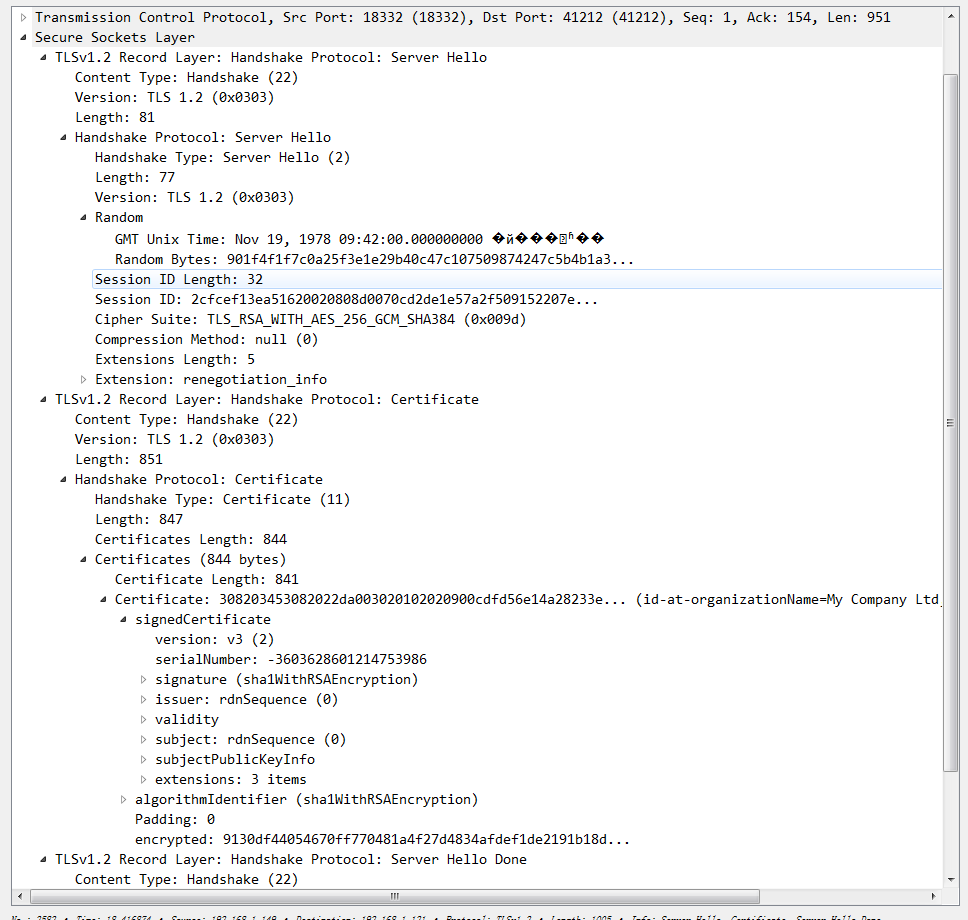 Transmission Control Protocol, Src Port: 18332 (18332), Dst Port: 41212 (41212), Seq: 1, Ack: 154, Len: 951
Secure Sockets Layer
TLSv1.2 Record Layer: Handshake Protocol: Server Hello
Content Type: Handshake (22)
Version: TLS 1.2 (0x0303)
Length: 81
Handshake Protocol: Server Hello
Handshake Type: Server Hello (2)
Length: 77
Version: TLS 1.2 (0x0303)
Random
GMT Unix Time: Nov 19, 1978 09:42:00.000000000
Random Bytes: 901f4f1f7c0a25f3e1e29b40c47c107509874247c5b4b1a3...
Session ID Length: 32
Session ID: 2cfcef13ea51620020808d0070cd2de1e57a2f509152207e...
Cipher Suite: TLS_RSA_WITH_AES_256_GCM_SHA384 (0x009d)
Compression Method: null (0)
Extensions Length: 5
Extension: renegotiation_info
TLSv1.2 Record Layer: Handshake Protocol: Certificate
Content Type: Handshake (22)
Version: TLS 1.2 (0x0303)
Length: 851
Handshake Protocol: Certificate
Handshake Type: Certificate (11)
Length: 847
Certificates Length: 844
Certificates (844 bytes)
Certificate Length: 841
Certificate: 308203453082022da003020102020900cdfd56e14a28233e... (id-at-organizationName=My Company Ltd
signedCertificate
version: v3 (2)
serialNumber: -3603628601214753986
signature (sha1WithRSAEncryption)
issuer: rdnSequence (0)
validity
subject: rdnSequence (0)
subjectPublicKeyInfo
extensions: 3 items
algorithmIdentifier (sha1WithRSAEncryption)
Padding: 0
encrypted: 9130df44054670ff770481a4f27d4834afdef1de2191b18d...
TLSv1.2 Record Layer: Handshake Protocol: Server Hello Done
Content Type: Handshake (22)